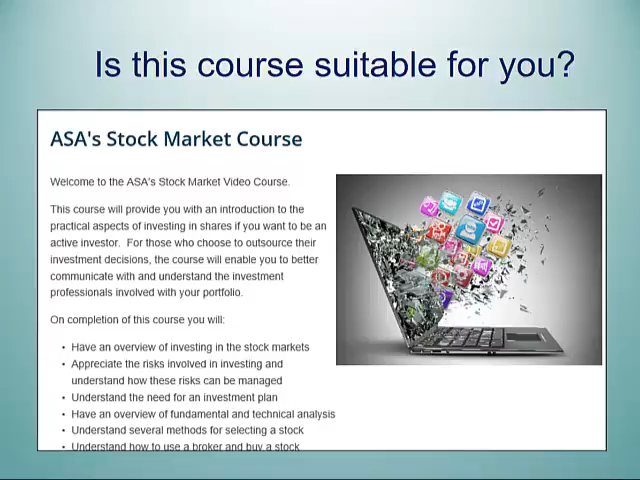 Is this course suitable for you?
ASA's Stock Market Course
Welcome to the ASA's Stock Market Video Course.
This course will provide you with an introduction to the
practical aspects of investing in shares if you want to be an
active investor. For those who choose to outsource their
investment decisions, the course will enable you to better
communicate with and understand the investment
professionals involved with your portfolio.
On completion of this course you will:
• Have an overview of investing in the stock markets
• Appreciate the risks involved in investing and
understand how these risks can be managed
• Understand the need for an investment plan
• Have an overview of fundamental and technical analysis
• Understand several methods for selecting a stock
• Understand how to use a broker and buy a stock